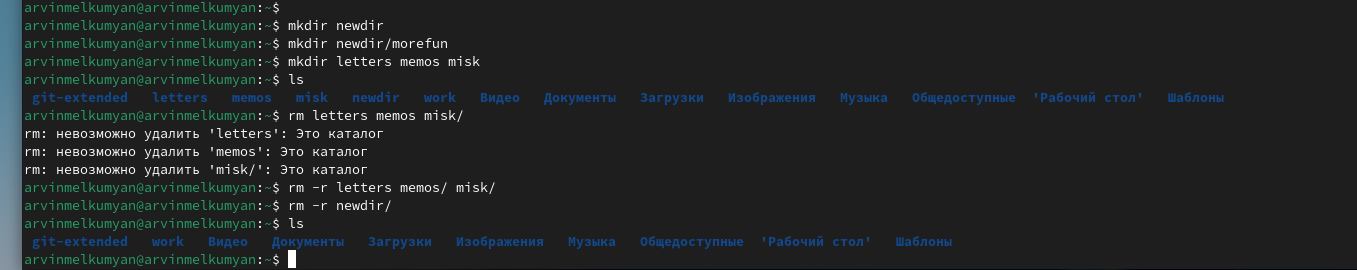 arvinmelkumyan@arvinmelkumyan:~$
arvinmelkumyan@arvinmelkumyan:~$ mkdir newdir
arvinmelkumyan@arvinmelkumyan:~$ mkdir newdir/morefun
arvinmelkumyan@arvinmelkumyan:~$ mkdir letters memos misk
arvinmelkumyan@arvinmelkumyan:~$ ls
git-extended letters memos misk newdir work Видео Документы Загрузки Изображения Музыка Общедоступные 'Рабочий стол' Шаблоны
arvinmelkumyan@arvinmelkumyan:~$ rm letters memos misk/
rm: невозможно удалить 'letters': Это каталог
rm: невозможно удалить 'memos': Это каталог
rm: невозможно удалить 'misk/': Это каталог
arvinmelkumyan@arvinmelkumyan:~$ rm -r letters memos/ misk/
arvinmelkumyan@arvinmelkumyan:~$ rm -r newdir/
arvinmelkumyan@arvinmelkumyan:~$ ls
git-extended work Видео Документы Загрузки Изображения Музыка Общедоступные 'Рабочий стол' Шаблоны
arvinmelkumyan@arvinmelkumyan:~$